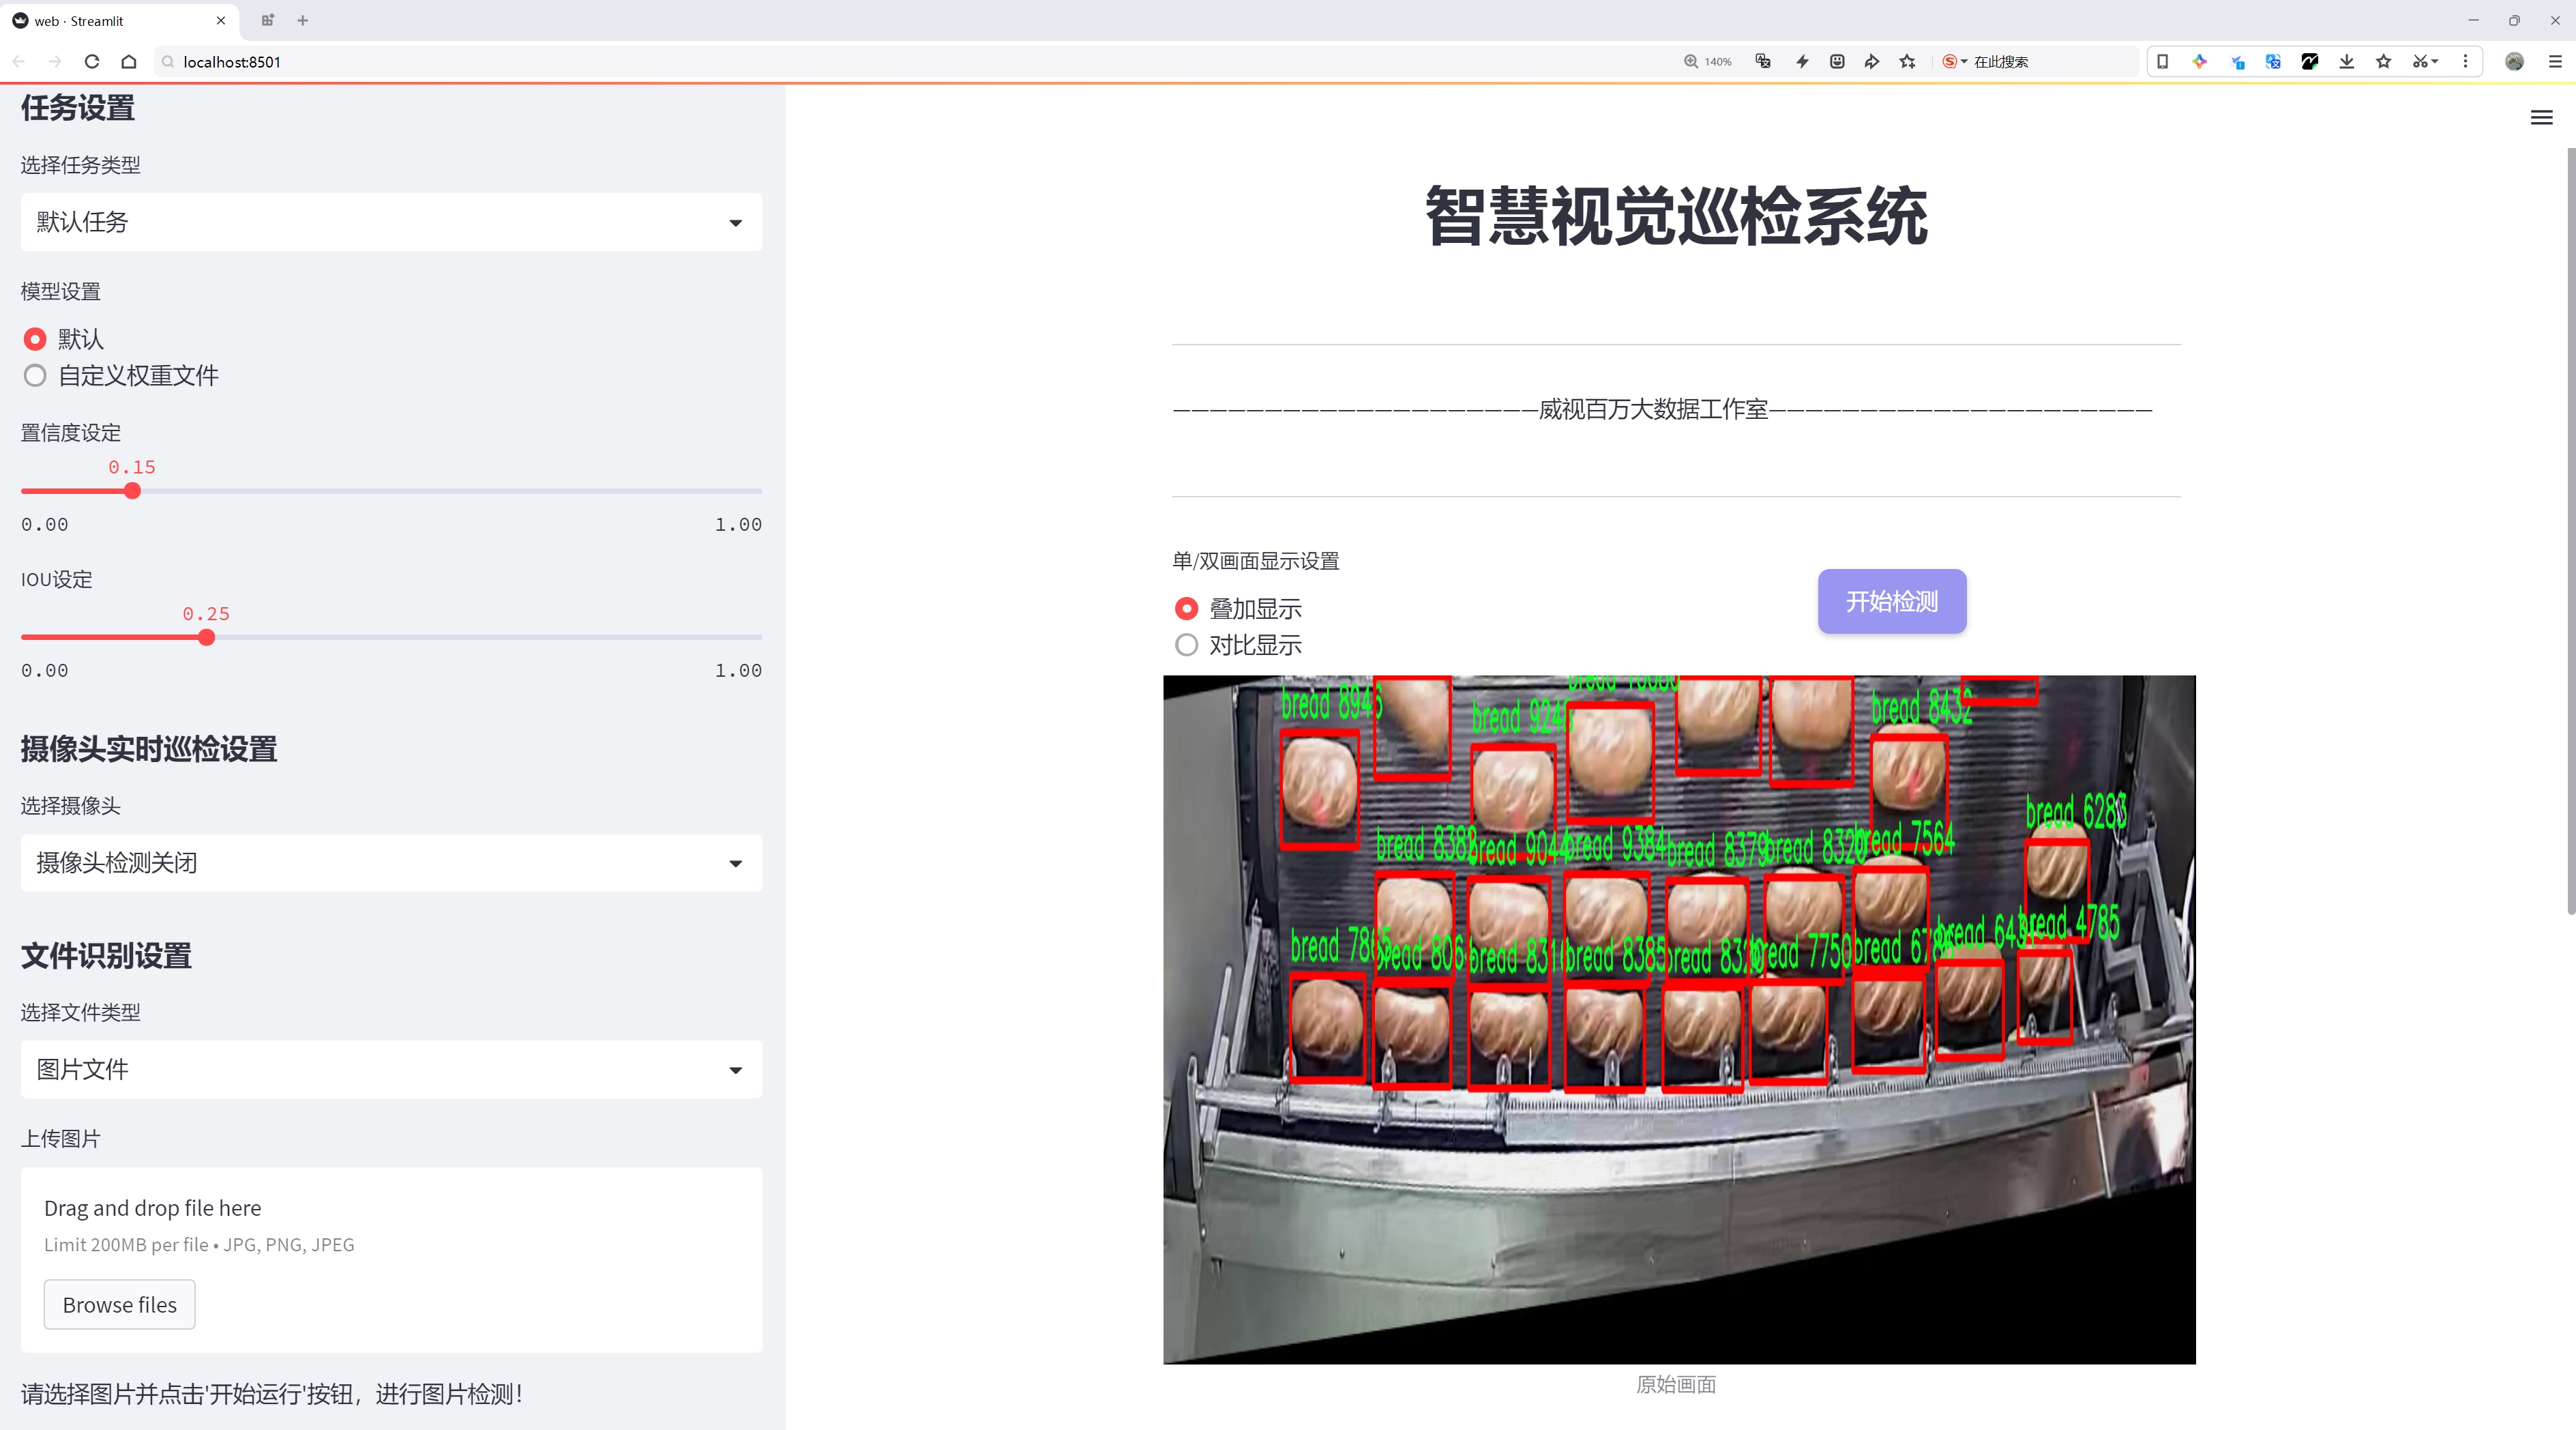 web · Streamlit
localhost:8501
140%
在此搜索
任务设置
选择任务类型
默认任务
模型设置
默认
自定义权重文件
置信度设定
0.15
0.00 1.00
IOU设定
0.25
0.00 1.00
摄像头实时巡检设置
选择摄像头
摄像头检测关闭
文件识别设置
选择文件类型
图片文件
上传图片
Drag and drop file here
Limit 200MB per file • JPG, PNG, JPEG
Browse files
请选择图片并点击'开始运行'按钮，进行图片检测！
智慧视觉巡检系统
————————————————————威视百万大数据工作室—————————————————————
单/双画面显示设置
叠加显示
对比显示
开始检测
bread 8945
bread
bread
bread 8432
bread 6283
bread 8382 bread 9044 bread 9384 bread 8379 bread bread 7564
bread bread bread bread 8385 bread bread 7750 bread bread bread 4785
原始画面